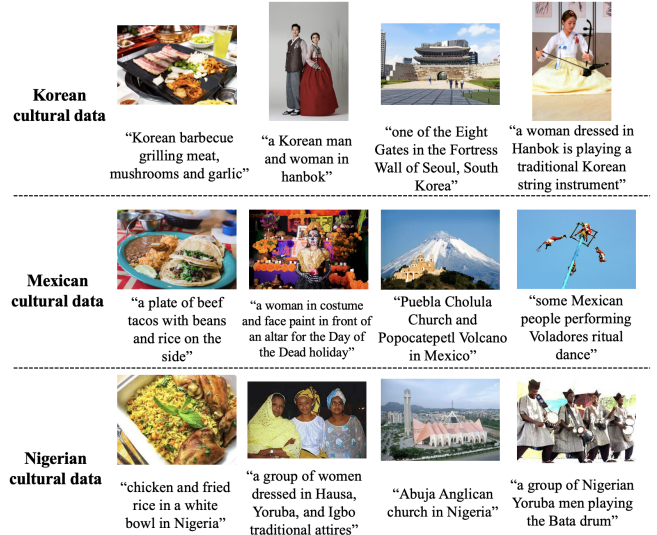 Korean
cultural data
“Korean barbecue
grilling meat,
mushrooms and garlic”
“a Korean man
and woman in
hanbok”
“one of the Eight
Gates in the Fortress
Wall of Seoul, South
Korea”
“a woman dressed in
Hanbok is playing a
traditional Korean
string instrument”
Mexican
cultural data
“a plate of beef
tacos with beans
and rice on the
side”
“a woman in costume
and face paint in front of
an altar for the Day of
the Dead holiday”
“Puebla Cholula
Church and
Popocatepetl Volcano
in Mexico”
“some Mexican
people performing
Voladores ritual
dance”
Nigerian
cultural data
“chicken and fried
rice in a white
bowl in Nigeria”
“a group of women
dressed in Hausa,
Yoruba, and Igbo
traditional attires”
“Abuja Anglican
church in Nigeria”
“a group of Nigerian
Yoruba men playing
the Bata drum”